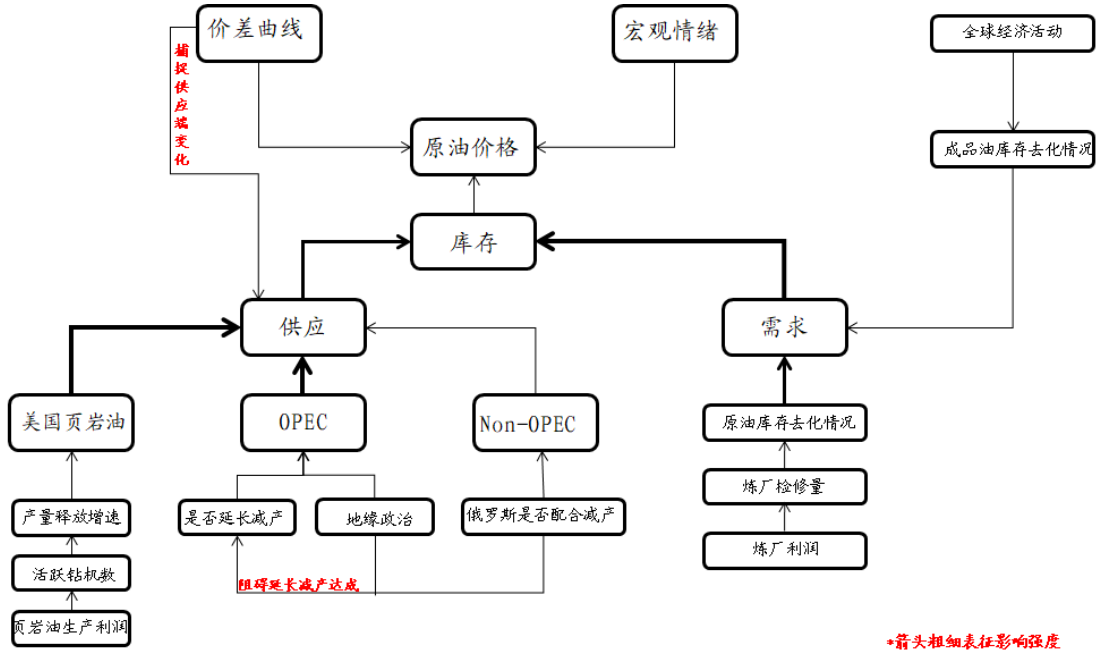 价差曲线
宏观情绪
全球经济活动
捕捉供应端变化
原油价格
成品油库存去化情况
库存
供应
需求
美国页岩油
OPEC
Non-OPEC
原油库存去化情况
产量释放增速
是否延长减产
地缘政治
俄罗斯是否配合减产
炼厂检修量
活跃钻机数
阻碍延长减产达成
炼厂利润
页岩油生产利润
*箭头粗细表征影响强度